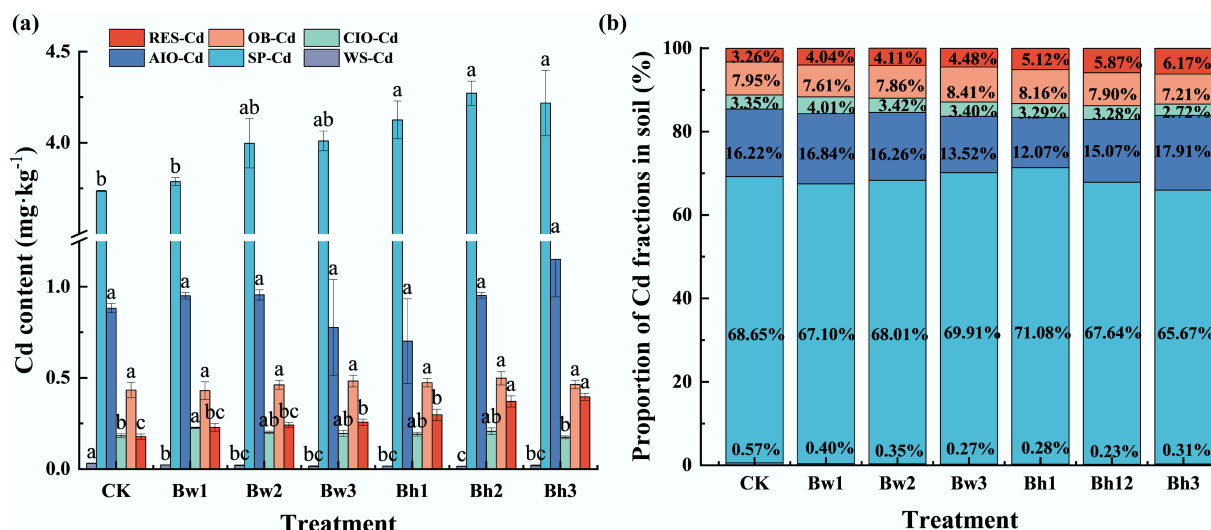 (a)
RES-Cd OB-Cd CIO-Cd
AIO-Cd SP-Cd WS-Cd
Cd content (mg·kg⁻¹)
4.5
4.0
1.0
0.5
0.0
b b ab ab a a a
a a a a a a a
a a a a a a a
b a ab ab ab ab b
c bc bc b a a a
a b bc bc bc c bc
CK Bw1 Bw2 Bw3 Bh1 Bh2 Bh3
Treatment
(b)
Proportion of Cd fractions in soil (%)
100
80
60
40
20
0
3.26% 4.04% 4.11% 4.48% 5.12% 5.87% 6.17%
7.95% 7.61% 7.86% 8.41% 8.16% 7.90% 7.21%
3.35% 4.01% 3.42% 3.40% 3.29% 3.28% 2.72%
16.22% 16.84% 16.26% 13.52% 12.07% 15.07% 17.91%
68.65% 67.10% 68.01% 69.91% 71.08% 67.64% 65.67%
0.57% 0.40% 0.35% 0.27% 0.28% 0.23% 0.31%
CK Bw1 Bw2 Bw3 Bh1 Bh12 Bh3
Treatment